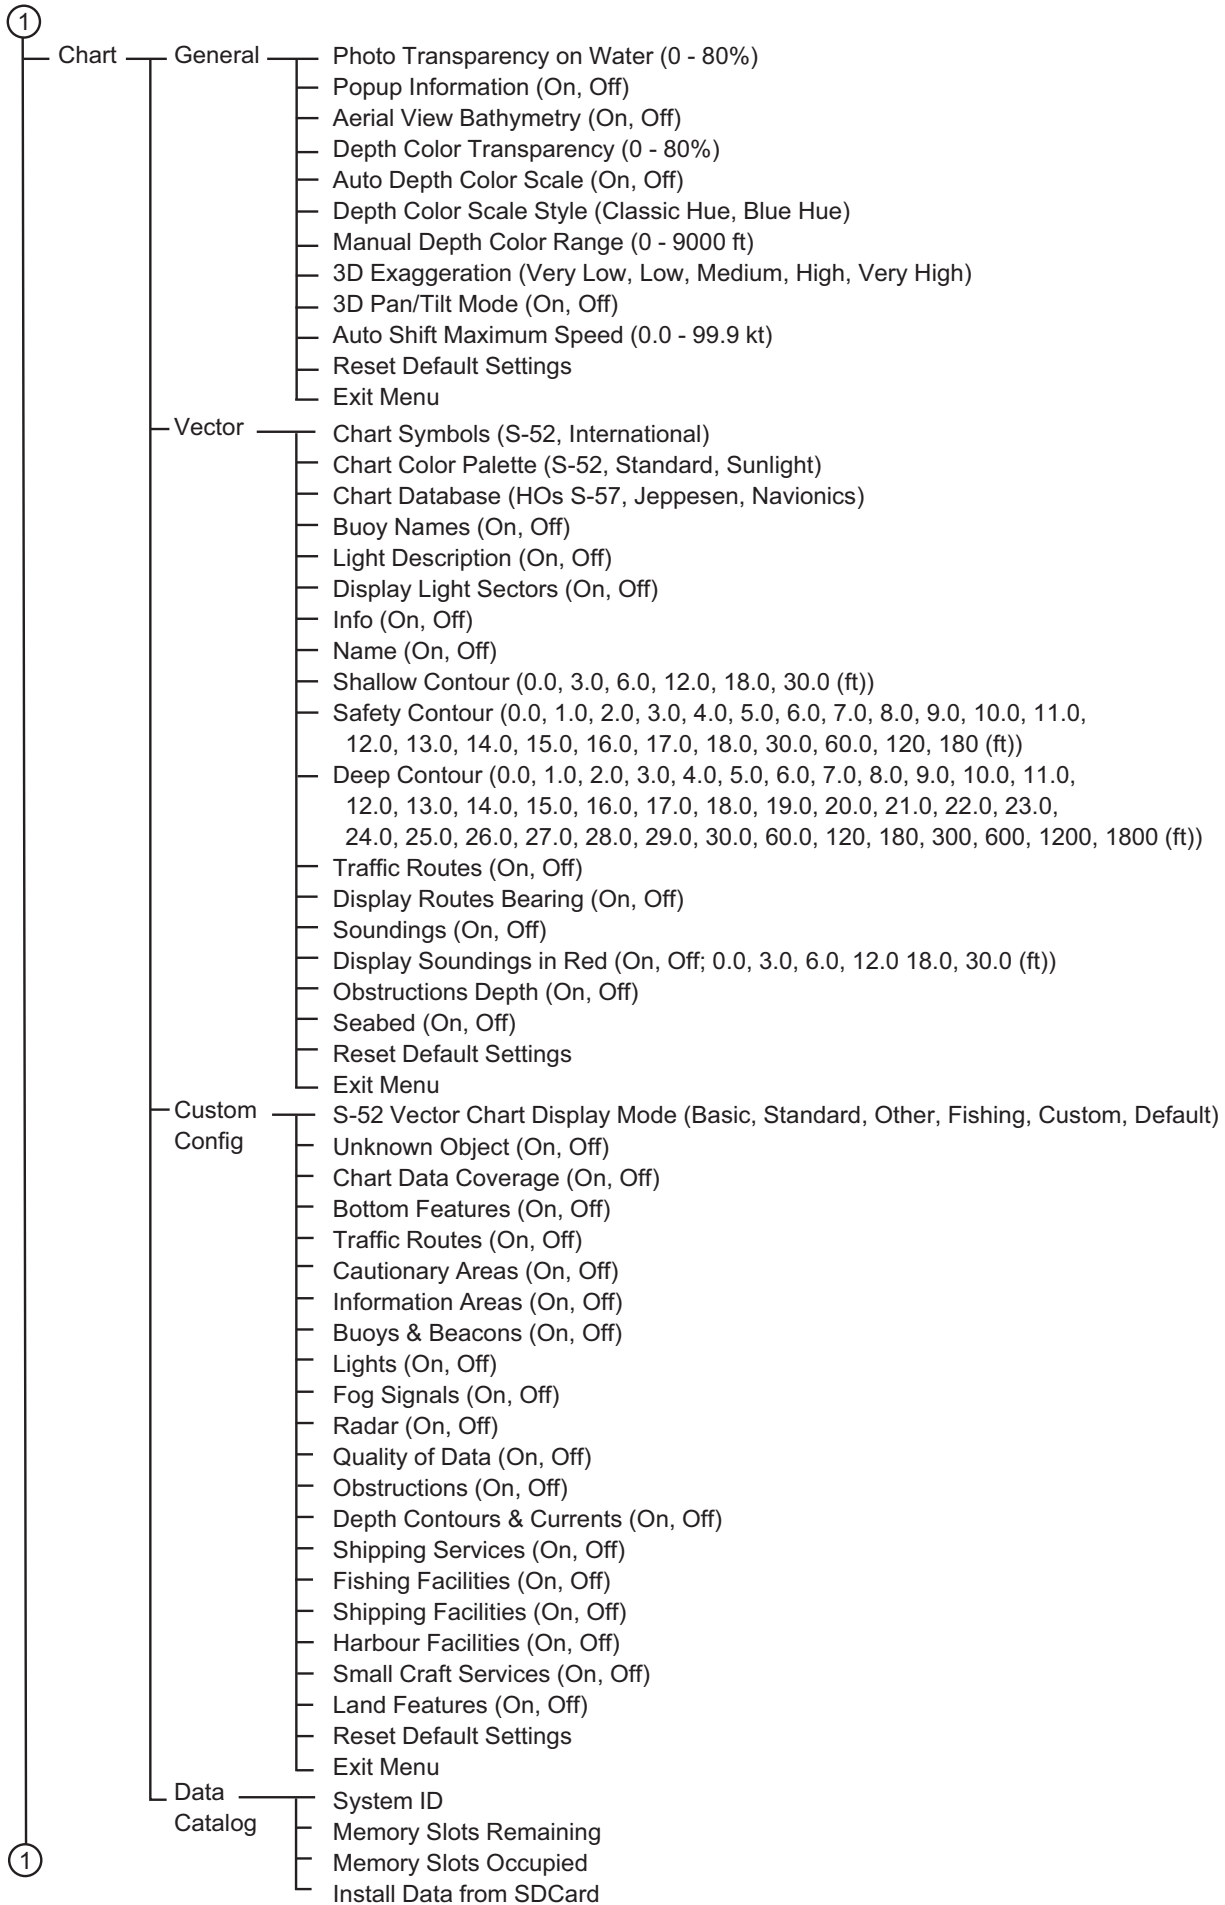 1
Chart General Photo Transparency on Water (0 - 80%)
Popup Information (On, Off)
Aerial View Bathymetry (On, Off)
Depth Color Transparency (0 - 80%)
Auto Depth Color Scale (On, Off)
Depth Color Scale Style (Classic Hue, Blue Hue)
Manual Depth Color Range (0 - 9000 ft)
3D Exaggeration (Very Low, Low, Medium, High, Very High)
3D Pan/Tilt Mode (On, Off)
Auto Shift Maximum Speed (0.0 - 99.9 kt)
Reset Default Settings
Exit Menu
Vector Chart Symbols (S-52, International)
Chart Color Palette (S-52, Standard, Sunlight)
Chart Database (HOs S-57, Jeppesen, Navionics)
Buoy Names (On, Off)
Light Description (On, Off)
Display Light Sectors (On, Off)
Info (On, Off)
Name (On, Off)
Shallow Contour (0.0, 3.0, 6.0, 12.0, 18.0, 30.0 (ft))
Safety Contour (0.0, 1.0, 2.0, 3.0, 4.0, 5.0, 6.0, 7.0, 8.0, 9.0, 10.0, 11.0,
12.0, 13.0, 14.0, 15.0, 16.0, 17.0, 18.0, 30.0, 60.0, 120, 180 (ft))
Deep Contour (0.0, 1.0, 2.0, 3.0, 4.0, 5.0, 6.0, 7.0, 8.0, 9.0, 10.0, 11.0,
12.0, 13.0, 14.0, 15.0, 16.0, 17.0, 18.0, 19.0, 20.0, 21.0, 22.0, 23.0,
24.0, 25.0, 26.0, 27.0, 28.0, 29.0, 30.0, 60.0, 120, 180, 300, 600, 1200, 1800 (ft))
Traffic Routes (On, Off)
Display Routes Bearing (On, Off)
Soundings (On, Off)
Display Soundings in Red (On, Off; 0.0, 3.0, 6.0, 12.0 18.0, 30.0 (ft))
Obstructions Depth (On, Off)
Seabed (On, Off)
Reset Default Settings
Exit Menu
Custom S-52 Vector Chart Display Mode (Basic, Standard, Other, Fishing, Custom, Default)
Config Unknown Object (On, Off)
Chart Data Coverage (On, Off)
Bottom Features (On, Off)
Traffic Routes (On, Off)
Cautionary Areas (On, Off)
Information Areas (On, Off)
Buoys & Beacons (On, Off)
Lights (On, Off)
Fog Signals (On, Off)
Radar (On, Off)
Quality of Data (On, Off)
Obstructions (On, Off)
Depth Contours & Currents (On, Off)
Shipping Services (On, Off)
Fishing Facilities (On, Off)
Shipping Facilities (On, Off)
Harbour Facilities (On, Off)
Small Craft Services (On, Off)
Land Features (On, Off)
Reset Default Settings
Exit Menu
Data System ID
Catalog Memory Slots Remaining
1 Memory Slots Occupied
Install Data from SDCard